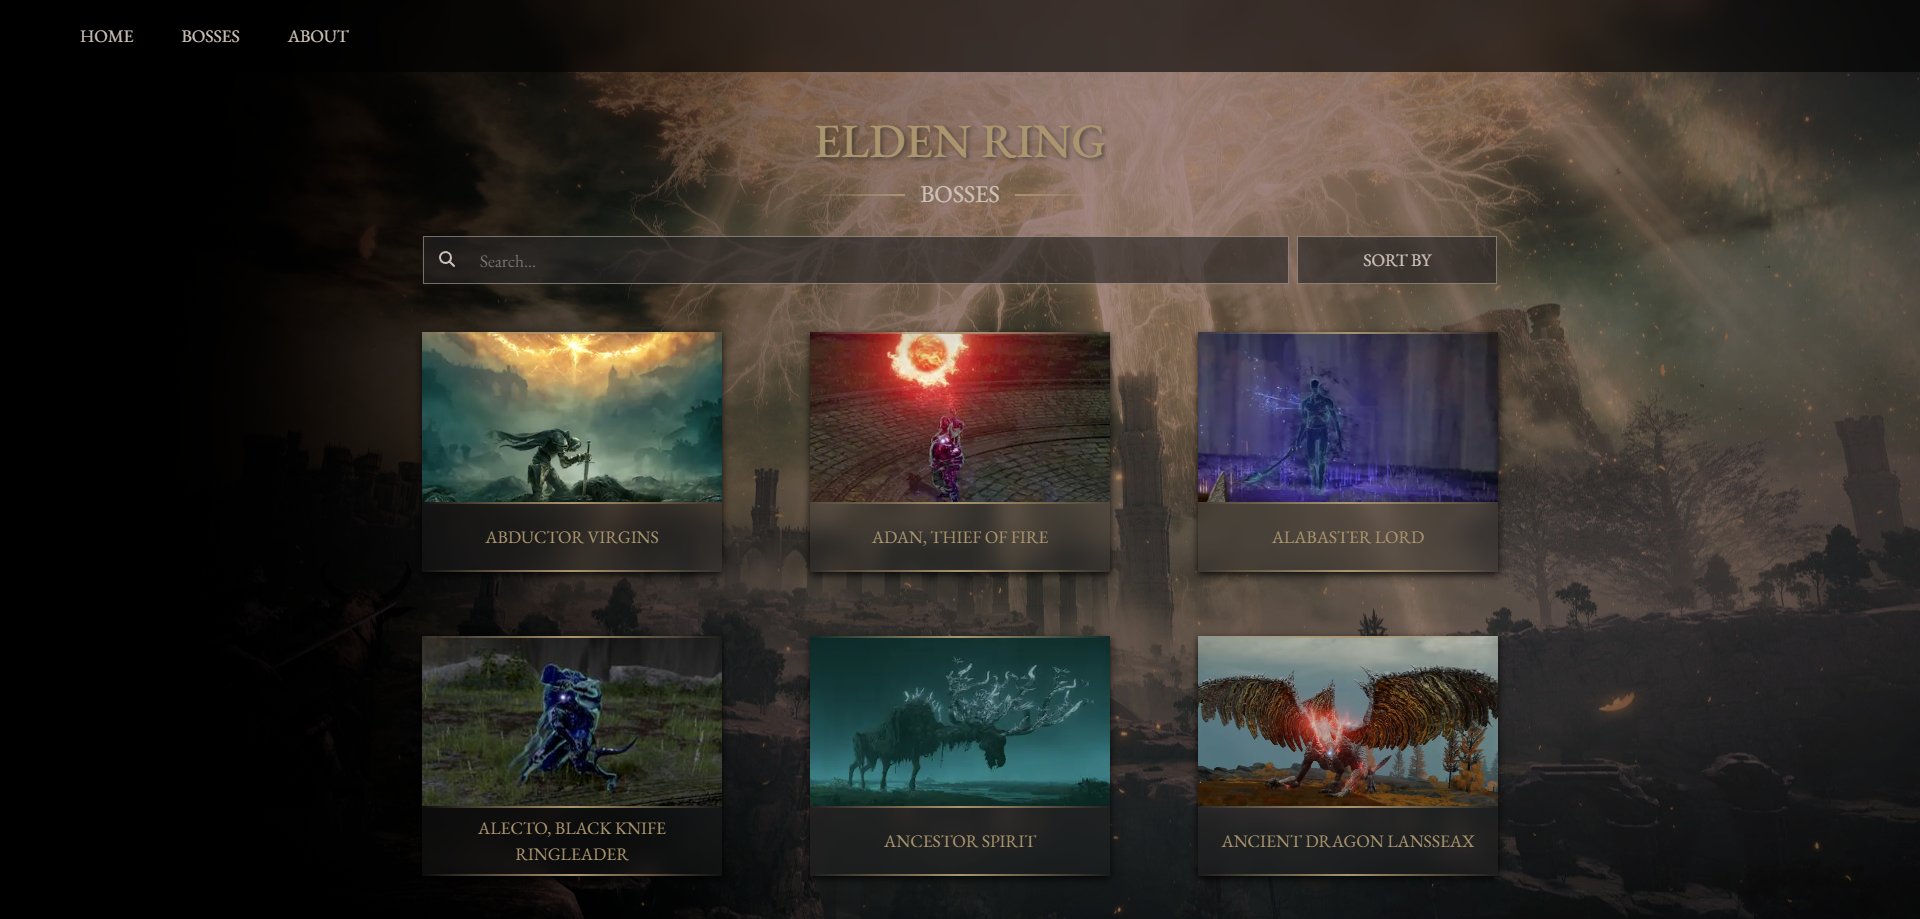 HOME BOSSES ABOUT
ELDEN RING
BOSSES
Search...
SORT BY
ABDUCTOR VIRGINS
ADAN, THIEF OF FIRE
ALABASTER LORD
ALECTO, BLACK KNIFE
RINGLEADER
ANCESTOR SPIRIT
ANCIENT DRAGON LANSSEAX